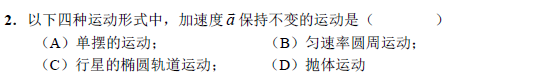 2．以下四种运动形式中，加速度 a⃗ 保持不变的运动是（ ）
（A）单摆的运动； （B）匀速率圆周运动；
（C）行星的椭圆轨道运动； （D）抛体运动